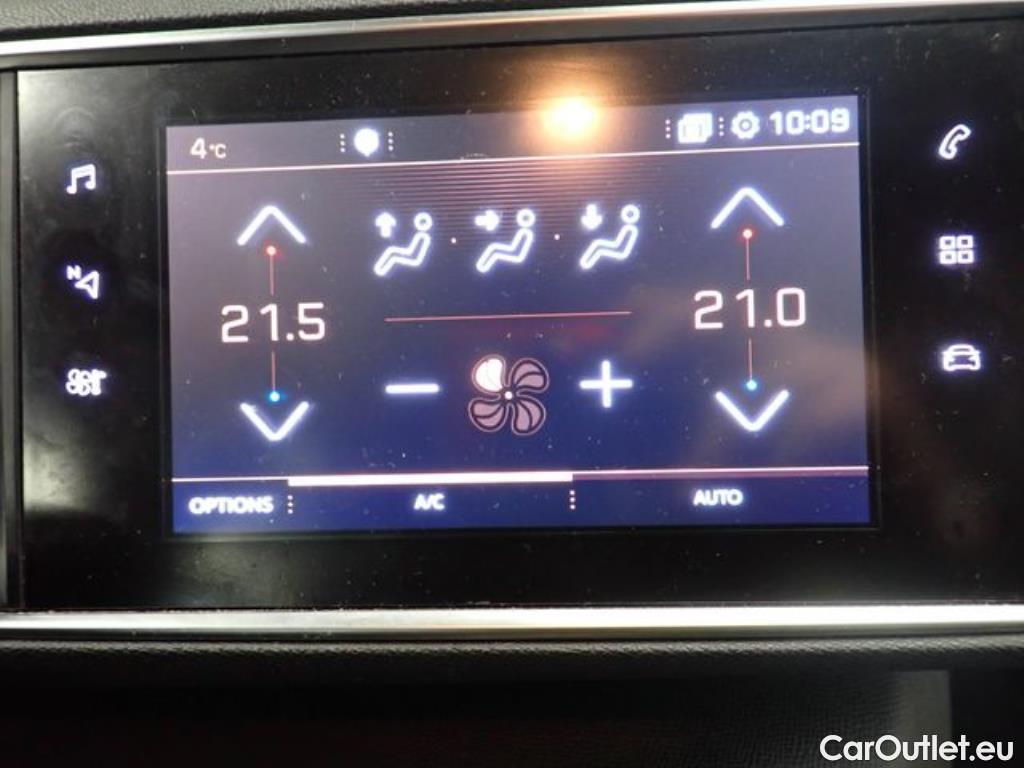 4°C 10:09
N
21.5 21.0
OPTIONS A/C AUTO
CarOutlet.eu